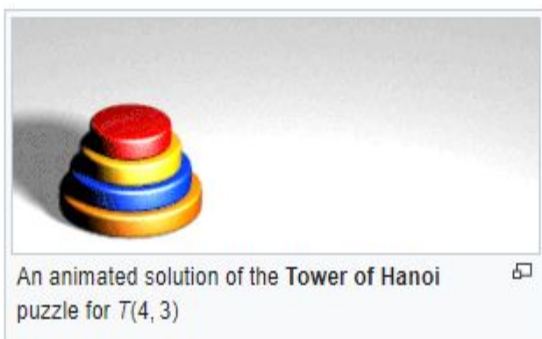 An animated solution of the Tower of Hanoi
puzzle for T(4, 3)